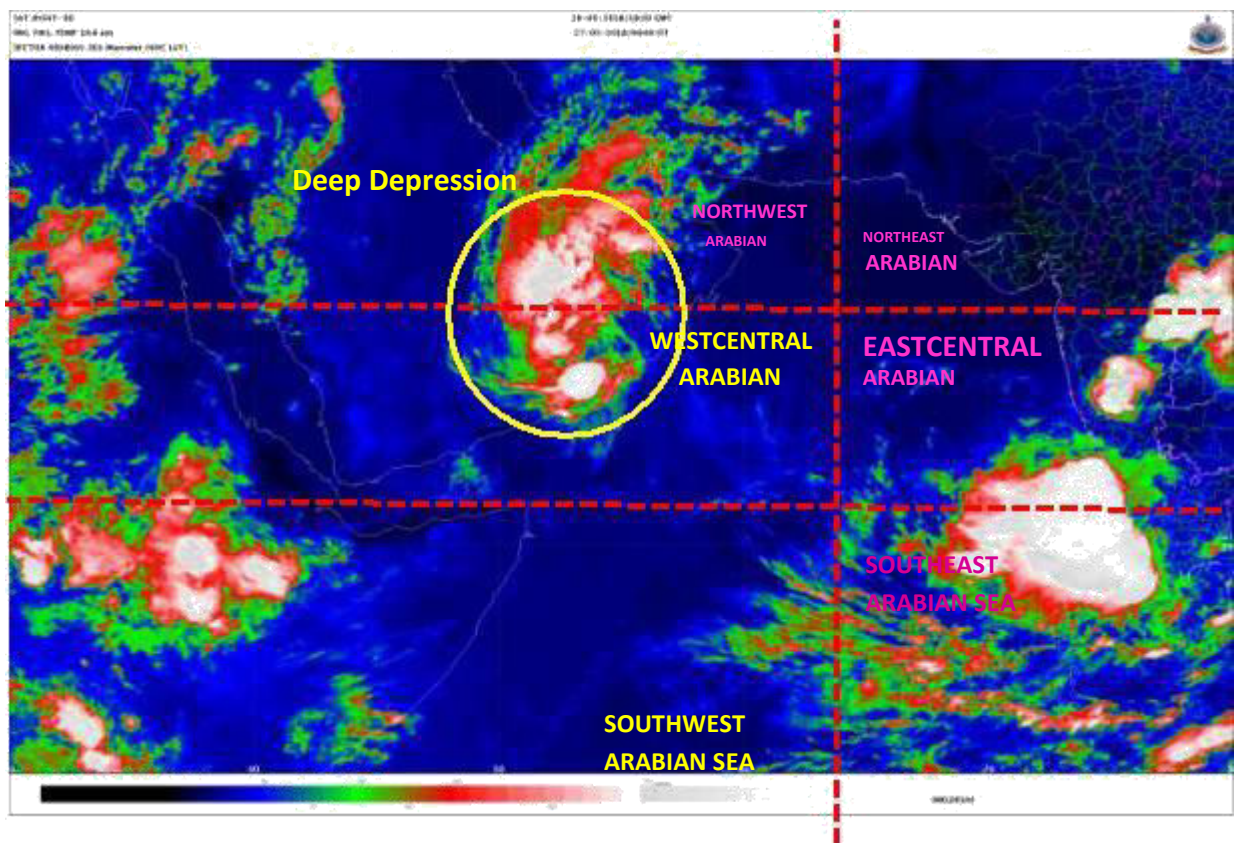 Deep Depression
NORTHWEST
ARABIAN
NORTHEAST
ARABIAN
WESTCENTRAL
ARABIAN
EASTCENTRAL
ARABIAN
SOUTHEAST
ARABIAN SEA
SOUTHWEST
ARABIAN SEA